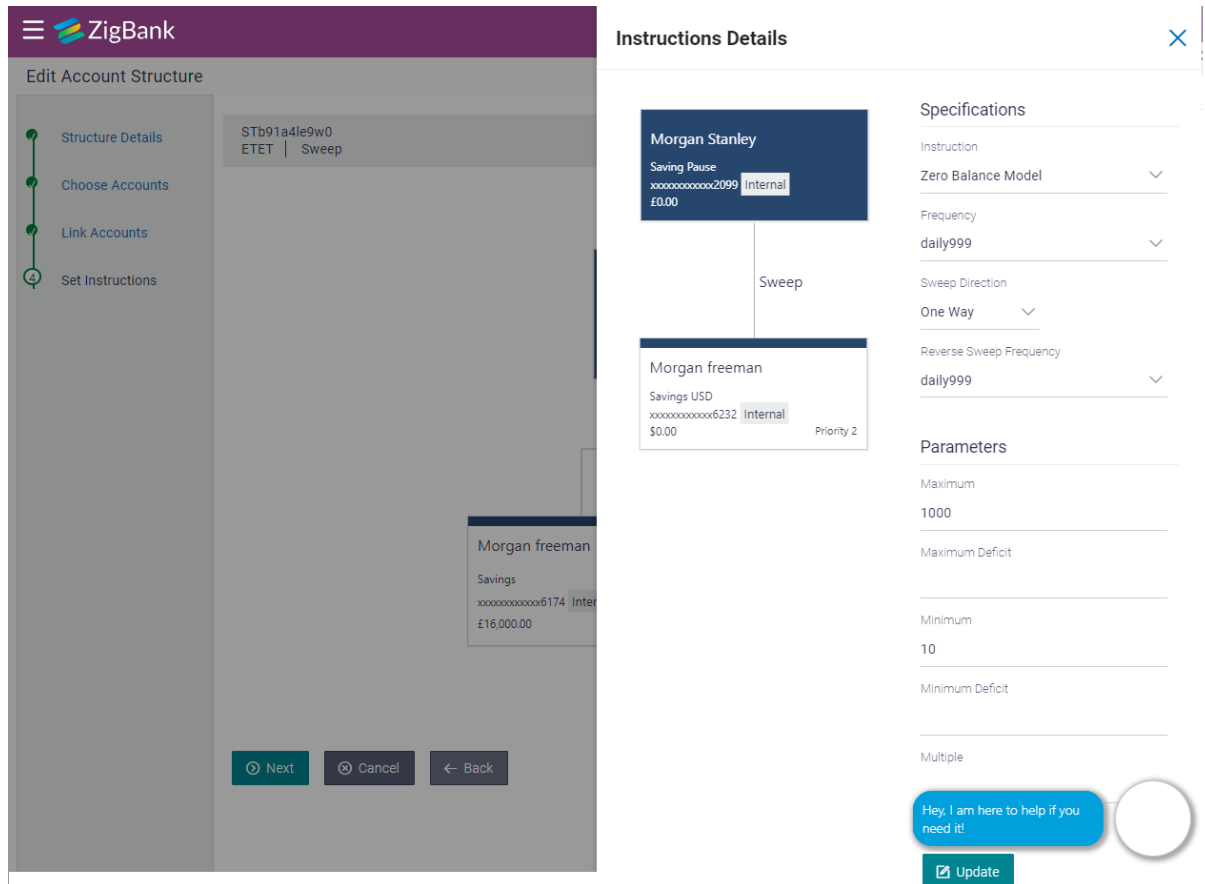 ZigBank
Edit Account Structure
Structure Details
Choose Accounts
Link Accounts
4
Set Instructions
STb91a4le9w0
ETET | Sweep
Morgan freeman
Savings
xxxxxxxxxxxx6174 Inter
£16,000.00
Next
Cancel
Back
Instructions Details
Morgan Stanley
Saving Pause
xxxxxxxxxxxx2099 Internal
£0.00
Sweep
Morgan freeman
Savings USD
xxxxxxxxxxxx6232 Internal
$0.00 Priority 2
Specifications
Instruction
Zero Balance Model
Frequency
daily999
Sweep Direction
One Way
Reverse Sweep Frequency
daily999
Parameters
Maximum
1000
Maximum Deficit
Minimum
10
Minimum Deficit
Multiple
Hey, I am here to help if you
need it!
Update